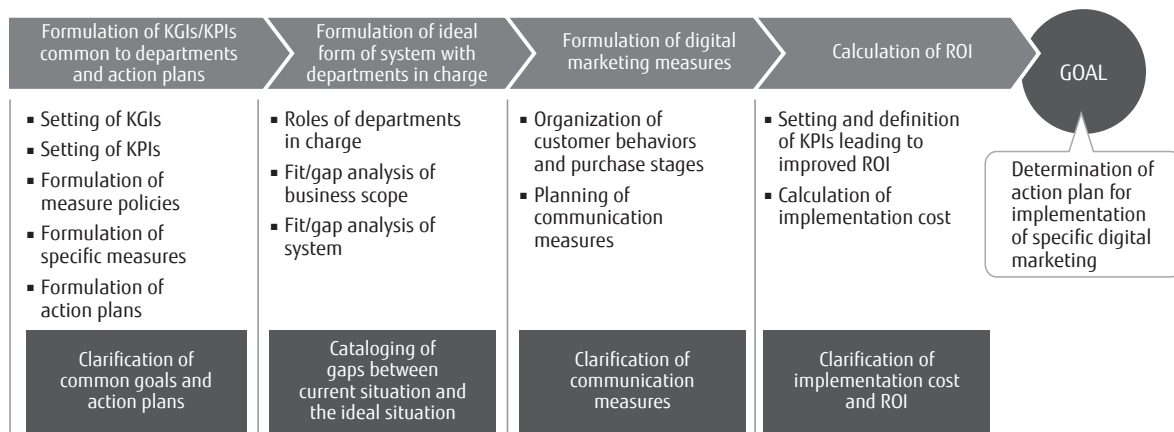 Formulation of KGIs/KPIs
common to departments
and action plans
Formulation of ideal
form of system with
departments in charge
Formulation of digital
marketing measures
Calculation of ROI
GOAL
▪ Setting of KGIs
▪ Setting of KPIs
▪ Formulation of
measure policies
▪ Formulation of
specific measures
▪ Formulation of
action plans
▪ Roles of departments
in charge
▪ Fit/gap analysis of
business scope
▪ Fit/gap analysis of
system
▪ Organization of
customer behaviors
and purchase stages
▪ Planning of
communication
measures
▪ Setting and definition
of KPIs leading to
improved ROI
▪ Calculation of
implementation cost
Determination of
action plan for
implementation
of specific digital
marketing
Clarification of
common goals and
action plans
Cataloging of
gaps between
current situation and
the ideal situation
Clarification of
communication
measures
Clarification of
implementation cost
and ROI